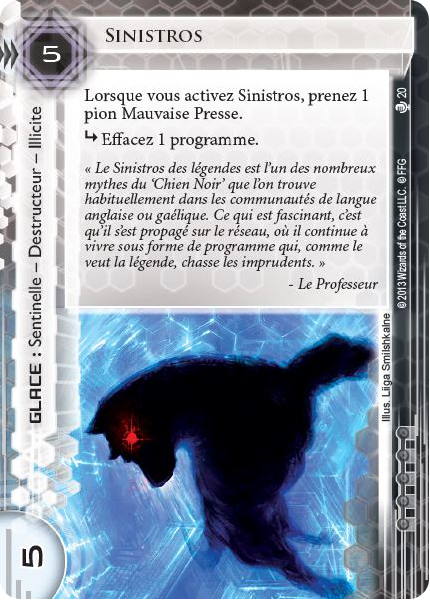 SINISTROS
5
Lorsque vous activez Sinistros, prenez 1
pion Mauvaise Presse.
↳ Effacez 1 programme.
« Le Sinistros des légendes est l'un des nombreux
mythes du 'Chien Noir' que l'on trouve
habituellement dans les communautés de langue
anglaise ou gaélique. Ce qui est fascinant, c'est
qu'il s'est propagé sur le réseau, où il continue à
vivre sous forme de programme qui, comme le
veut la légende, chasse les imprudents. »
- Le Professeur
GLACE : Sentinelle – Destructeur – Illicite
5
Illus. Liiga Smilshkalne
© 2013 Wizards of the Coast LLC. © FFG
20